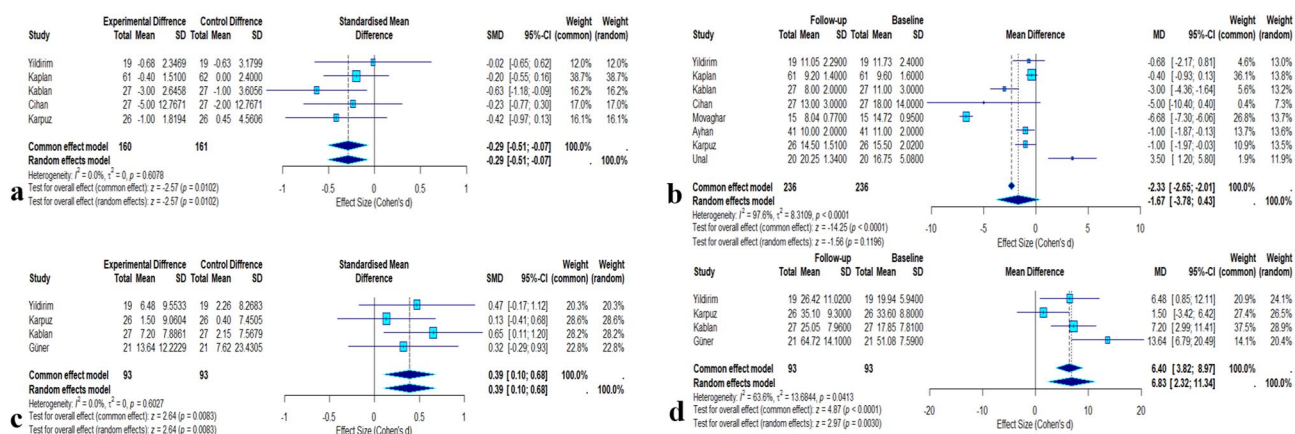 Experimental Diffrence Control Difrence Standardised Mean Weight Weight
Study Total Mean SD Total Mean SD Difference SMD 95%-CI (common) (random)
Yildirim 19 -0.68 2.3469 19 -0.63 3.1799 -0.02 [-0.65; 0.62] 12.0% 12.0%
Kaplan 61 -0.40 1.5100 62 0.00 2.4000 -0.20 [-0.55; 0.16] 38.7% 38.7%
Kablan 27 -3.00 2.6458 27 -1.00 3.6056 -0.63 [-1.18; -0.09] 16.2% 16.2%
Cihan 27 -5.00 12.7671 27 -2.00 12.7671 -0.23 [-0.77; 0.30] 17.0% 17.0%
Karpuz 26 -1.00 1.8194 26 0.45 4.5606 -0.42 [-0.97; 0.13] 16.1% 16.1%
Common effect model 160 161 -0.29 [-0.51; -0.07] 100.0% .
Random effects model -0.29 [-0.51; -0.07] . 100.0%
Heterogeneity: I² = 0.0%, τ² = 0, p = 0.6078
Test for overall effect (common effect): z = -2.57 (p = 0.0102)
Test for overall effect (random effects): z = -2.57 (p = 0.0102)
-1 -0.5 0 0.5 1
Effect Size (Cohen's d)
a
Follow-up Baseline Weight Weight
Study Total Mean SD Total Mean SD Mean Difference MD 95%-CI (common) (random)
Yildirim 19 11.05 2.2900 19 11.73 2.4000 -0.68 [-2.17; 0.81] 4.6% 13.0%
Kaplan 61 9.20 1.4000 61 9.60 1.6000 -0.40 [-0.93; 0.13] 36.1% 13.7%
Kablan 27 8.00 2.0000 27 11.00 3.0000 -3.00 [-4.36; -1.64] 5.5% 13.1%
Cihan 27 13.00 3.0000 27 18.00 14.0000 -5.00 [-10.40; 0.40] 0.4% 7.3%
Movaghar 15 8.04 0.7700 15 14.72 0.9500 -6.68 [-7.30; -6.06] 26.8% 13.7%
Ayhan 41 10.00 2.0000 41 11.00 2.0000 -1.00 [-1.87; -0.13] 13.7% 13.6%
Karpuz 26 14.50 1.5100 26 15.50 2.0200 -1.00 [-1.97; -0.03] 10.9% 13.5%
Unal 20 20.25 1.3400 20 16.75 5.0800 3.50 [1.20; 5.80] 1.9% 11.9%
Common effect model 236 236 -2.33 [-2.65; -2.01] 100.0% .
Random effects model -1.67 [-3.78; 0.43] . 100.0%
Heterogeneity: I² = 97.6%, τ² = 8.3109, p < 0.0001
Test for overall effect (common effect): z = -14.25 (p < 0.0001)
Test for overall effect (random effects): z = -1.56 (p = 0.1196)
-10 -5 0 5 10
Effect Size (Cohen's d)
b
Experimental Diffrence Control Difrence Standardised Mean Weight Weight
Study Total Mean SD Total Mean SD Difference SMD 95%-CI (common) (random)
Yildirim 19 6.48 9.5533 19 2.26 8.2683 0.47 [-0.17; 1.12] 20.3% 20.3%
Karpuz 26 1.50 9.0604 26 0.40 7.4505 0.13 [-0.41; 0.68] 28.6% 28.6%
Kablan 27 7.20 7.8861 27 2.15 7.5679 0.65 [0.11; 1.20] 28.2% 28.2%
Güner 21 13.64 12.2229 21 7.62 23.4305 0.32 [-0.29; 0.93] 22.8% 22.8%
Common effect model 93 93 0.39 [0.10; 0.68] 100.0% .
Random effects model 0.39 [0.10; 0.68] . 100.0%
Heterogeneity: I² = 0.0%, τ² = 0, p = 0.6027
Test for overall effect (common effect): z = 2.64 (p = 0.0083)
Test for overall effect (random effects): z = 2.64 (p = 0.0083)
-1 -0.5 0 0.5 1
Effect Size (Cohen's d)
c
Follow-up Baseline Weight Weight
Study Total Mean SD Total Mean SD Mean Difference MD 95%-CI (common) (random)
Yildirim 19 26.42 11.0200 19 19.94 5.9400 6.48 [0.85; 12.11] 20.9% 24.1%
Karpuz 26 35.10 9.3000 26 33.60 8.8000 1.50 [-3.42; 6.42] 27.4% 26.5%
Kablan 27 25.05 7.9600 27 17.85 7.8100 7.20 [2.99; 11.41] 37.5% 28.9%
Güner 21 64.72 14.1000 21 51.08 7.5900 13.64 [6.79; 20.49] 14.1% 20.4%
Common effect model 93 93 6.40 [3.82; 8.97] 100.0% .
Random effects model 6.83 [2.32; 11.34] . 100.0%
Heterogeneity: I² = 63.6%, τ² = 13.6844, p = 0.0413
Test for overall effect (common effect): z = 4.87 (p < 0.0001)
Test for overall effect (random effects): z = 2.97 (p = 0.0030)
-20 -10 0 10 20
Effect Size (Cohen's d)
d